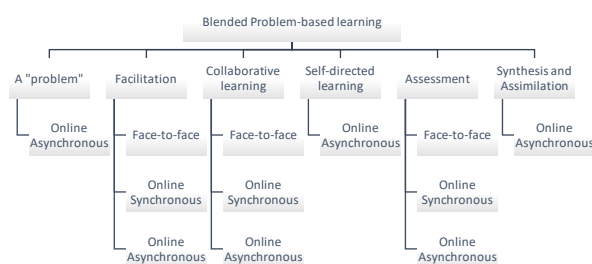 Blended Problem-based learning
A "problem"
Facilitation
Collaborative
learning
Self-directed
learning
Assessment
Synthesis and
Assimilation
Online
Asynchronous
Face-to-face
Face-to-face
Online
Asynchronous
Face-to-face
Online
Asynchronous
Online
Synchronous
Online
Synchronous
Online
Synchronous
Online
Asynchronous
Online
Asynchronous
Online
Asynchronous